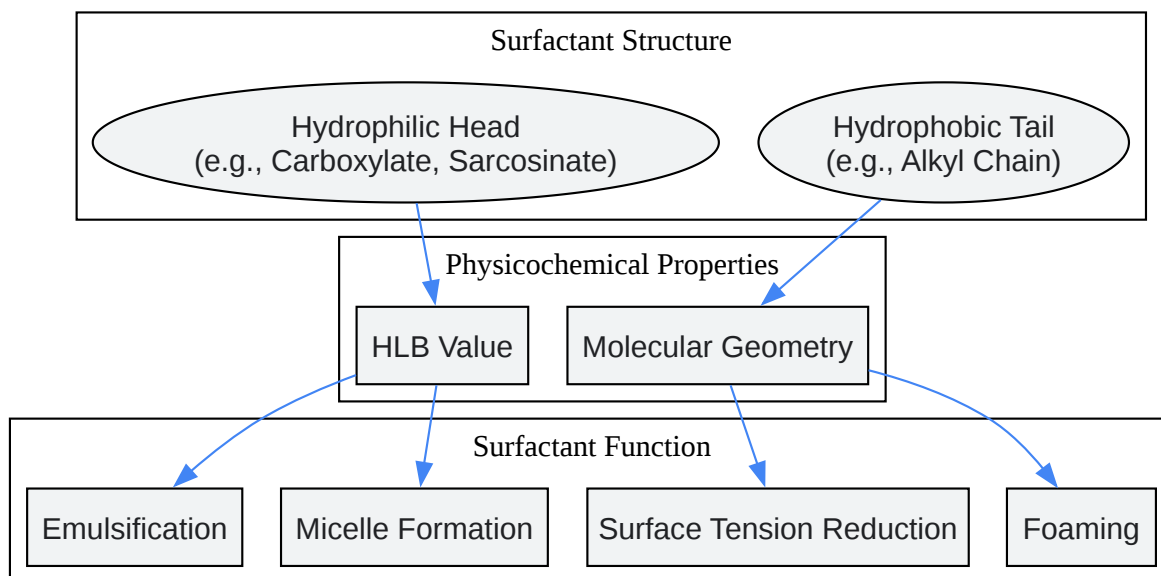 Surfactant Structure
Hydrophilic Head
(e.g., Carboxylate, Sarcosinate)
Hydrophobic Tail
(e.g., Alkyl Chain)
Physicochemical Properties
HLB Value
Molecular Geometry
Surfactant Function
Emulsification
Micelle Formation
Surface Tension Reduction
Foaming